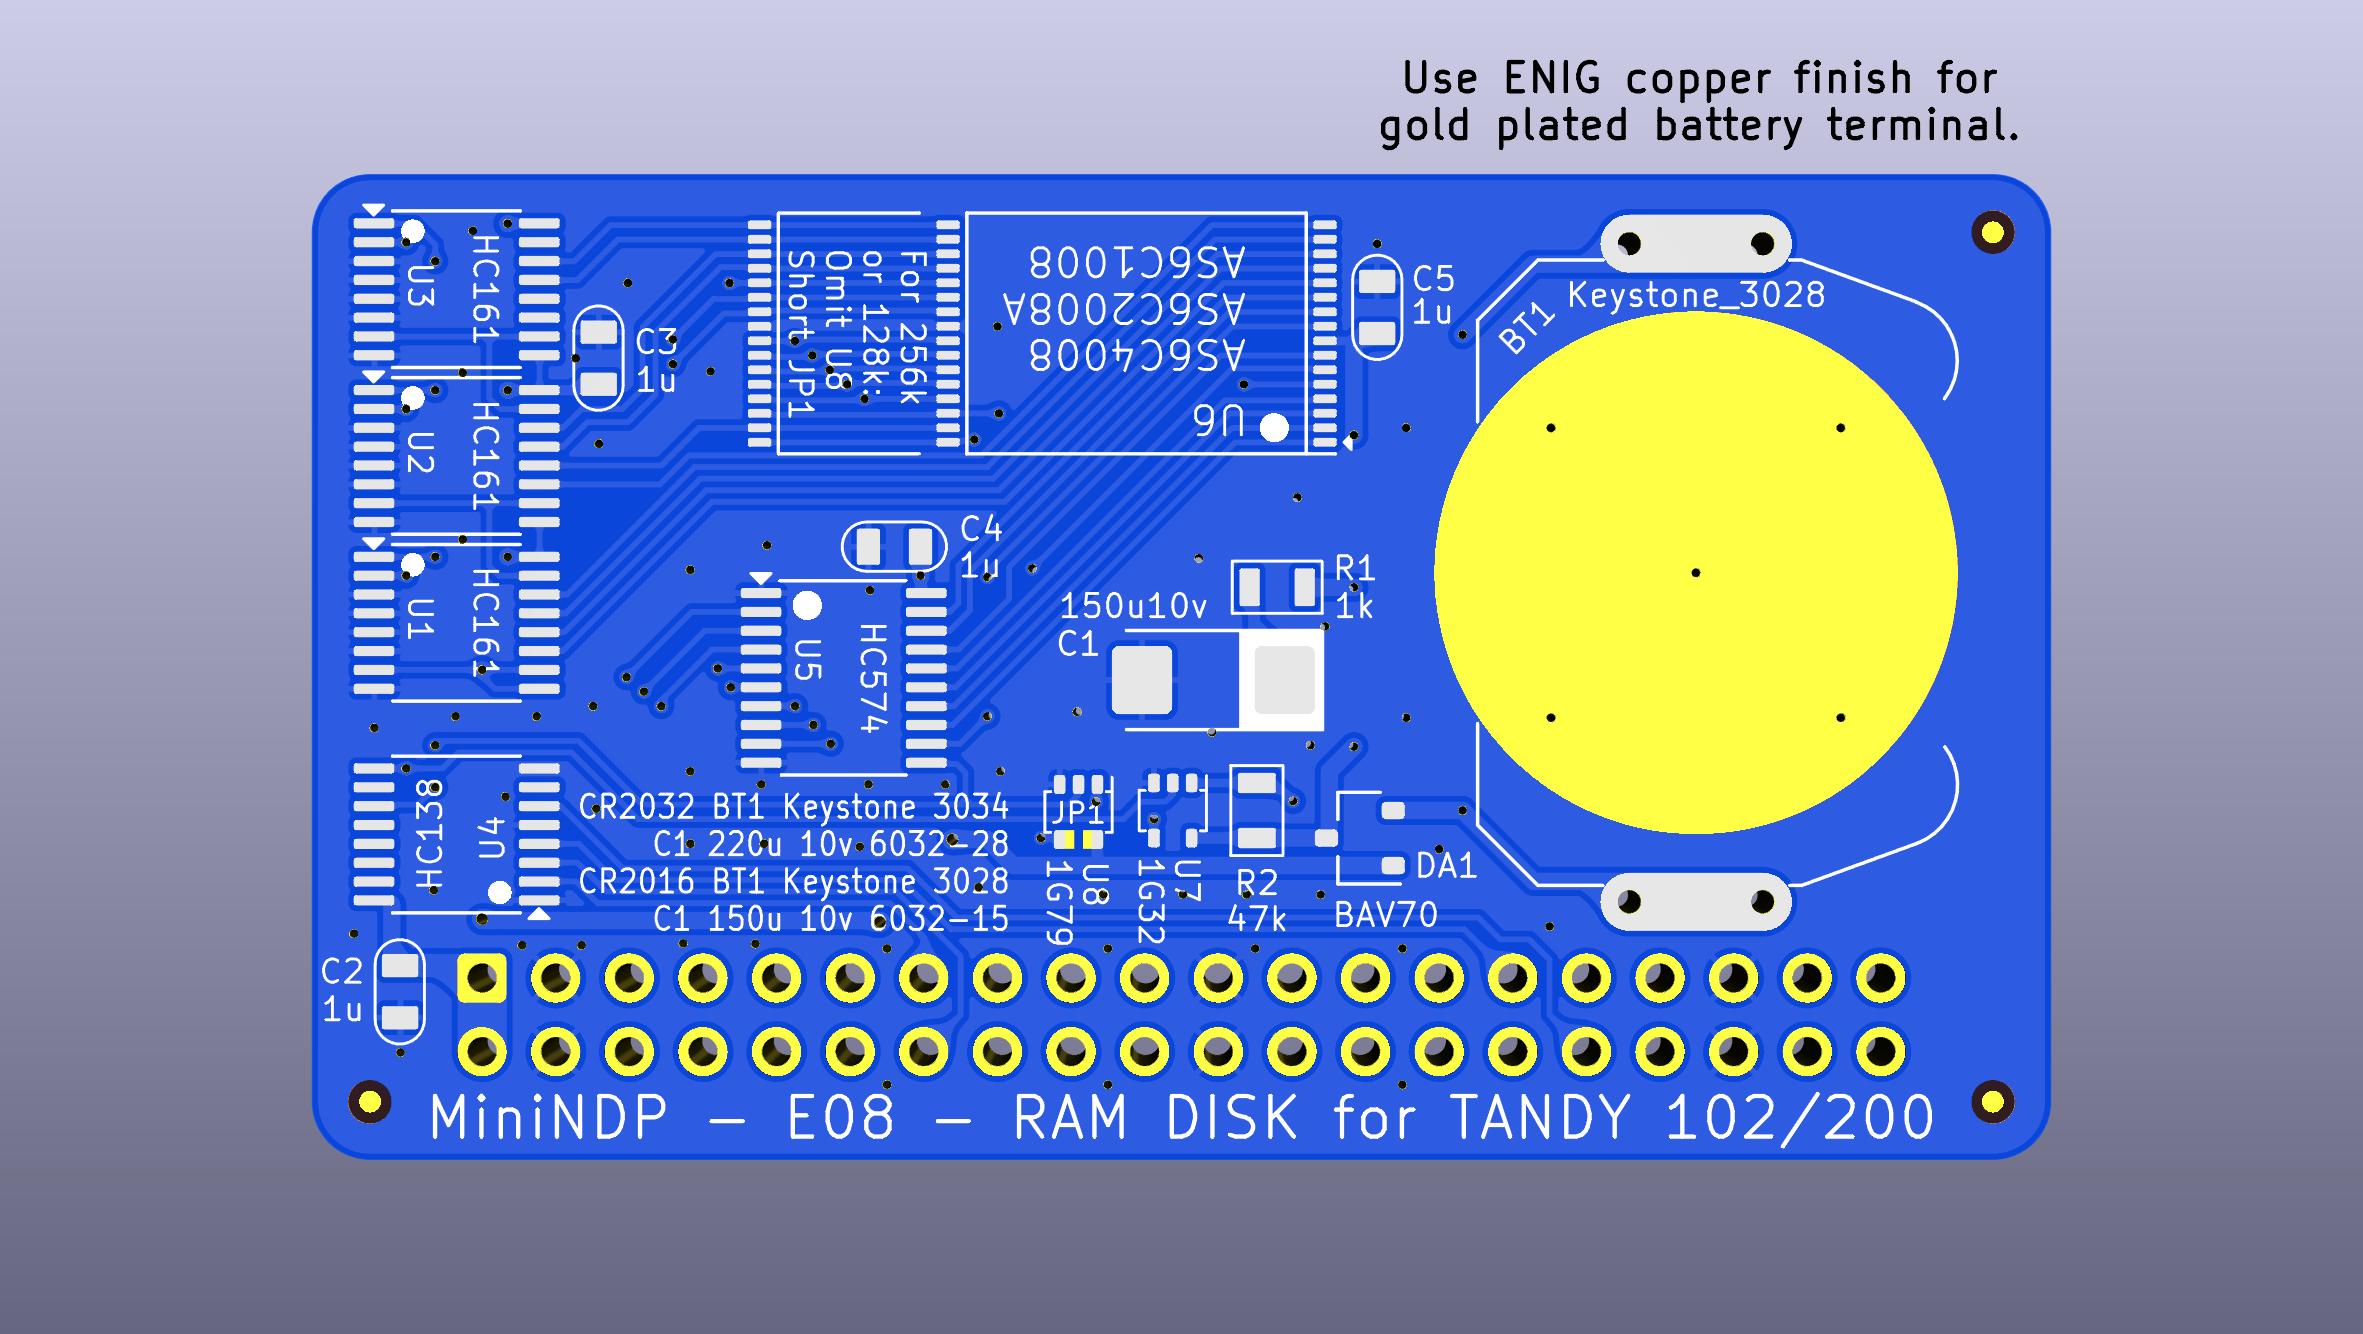 Use ENIG copper finish for
gold plated battery terminal.
U3
HC161
C3
1u
For 256k
or 128k:
Omit U8
Short JP1
AS6C1008
AS6C2008A
AS6C4008
U6
C5
1u
BT1
Keystone_3028
U2
HC161
U1
HC161
C4
1u
U5
HC574
R1
1k
150u10v
C1
HC138
U4
CR2032 BT1 Keystone 3034
C1 220u 10v 6032-28
CR2016 BT1 Keystone 3028
C1 150u 10v 6032-15
JP1
U8
1G79
U7
1G32
R2
47k
DA1
BAV70
C2
1u
MiniNDP - E08 - RAM DISK for TANDY 102/200